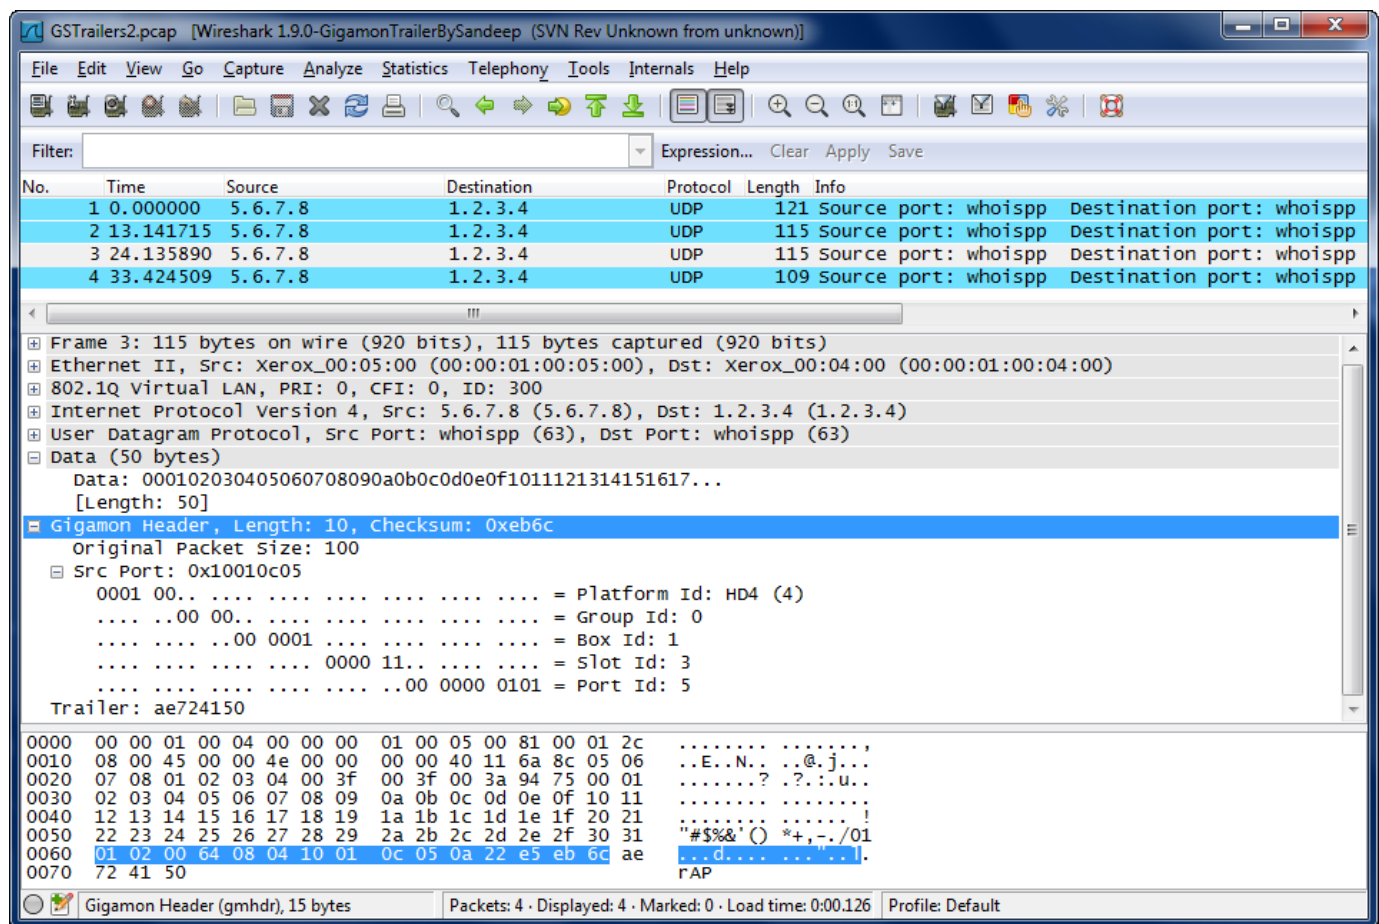 GSTrailers2.pcap [Wireshark 1.9.0-GigamonTrailerBySandeep (SVN Rev Unknown from unknown)]
File Edit View Go Capture Analyze Statistics Telephony Tools Internals Help
Filter: Expression... Clear Apply Save
No. Time Source Destination Protocol Length Info
1 0.000000 5.6.7.8 1.2.3.4 UDP 121 Source port: whoispp Destination port: whoispp
2 13.141715 5.6.7.8 1.2.3.4 UDP 115 Source port: whoispp Destination port: whoispp
3 24.135890 5.6.7.8 1.2.3.4 UDP 115 Source port: whoispp Destination port: whoispp
4 33.424509 5.6.7.8 1.2.3.4 UDP 109 Source port: whoispp Destination port: whoispp
Frame 3: 115 bytes on wire (920 bits), 115 bytes captured (920 bits)
Ethernet II, Src: Xerox_00:05:00 (00:00:01:00:05:00), Dst: Xerox_00:04:00 (00:00:01:00:04:00)
802.1Q Virtual LAN, PRI: 0, CFI: 0, ID: 300
Internet Protocol Version 4, Src: 5.6.7.8 (5.6.7.8), Dst: 1.2.3.4 (1.2.3.4)
User Datagram Protocol, Src Port: whoispp (63), Dst Port: whoispp (63)
Data (50 bytes)
Data: 000102030405060708090a0b0c0d0e0f1011121314151617...
[Length: 50]
Gigamon Header, Length: 10, Checksum: 0xeb6c
Original Packet Size: 100
Src Port: 0x10010c05
0001 00.. .... .... .... .... .... .... = Platform Id: HD4 (4)
.... ..00 00.. .... .... .... .... .... = Group Id: 0
.... .... ..00 0001 .... .... .... .... = Box Id: 1
.... .... .... .... 0000 11.. .... .... = Slot Id: 3
.... .... .... .... .... ..00 0000 0101 = Port Id: 5
Trailer: ae724150
0000 00 00 01 00 04 00 00 00 01 00 05 00 81 00 01 2c ........ .......,
0010 08 00 45 00 00 4e 00 00 00 00 40 11 6a 8c 05 06 ..E..N.. ..@.j...
0020 07 08 01 02 03 04 00 3f 00 3f 00 3a 94 75 00 01 .......? .?.:.u..
0030 02 03 04 05 06 07 08 09 0a 0b 0c 0d 0e 0f 10 11 ........ ........
0040 12 13 14 15 16 17 18 19 1a 1b 1c 1d 1e 1f 20 21 ........ ...... !
0050 22 23 24 25 26 27 28 29 2a 2b 2c 2d 2e 2f 30 31 "#$%&'() *+,-./01
0060 01 02 00 64 08 04 10 01 0c 05 0a 22 e5 eb 6c ae ...d.... ..."..l.
0070 72 41 50 rAP
Gigamon Header (gmhdr), 15 bytes Packets: 4 · Displayed: 4 · Marked: 0 · Load time: 0:00.126 Profile: Default